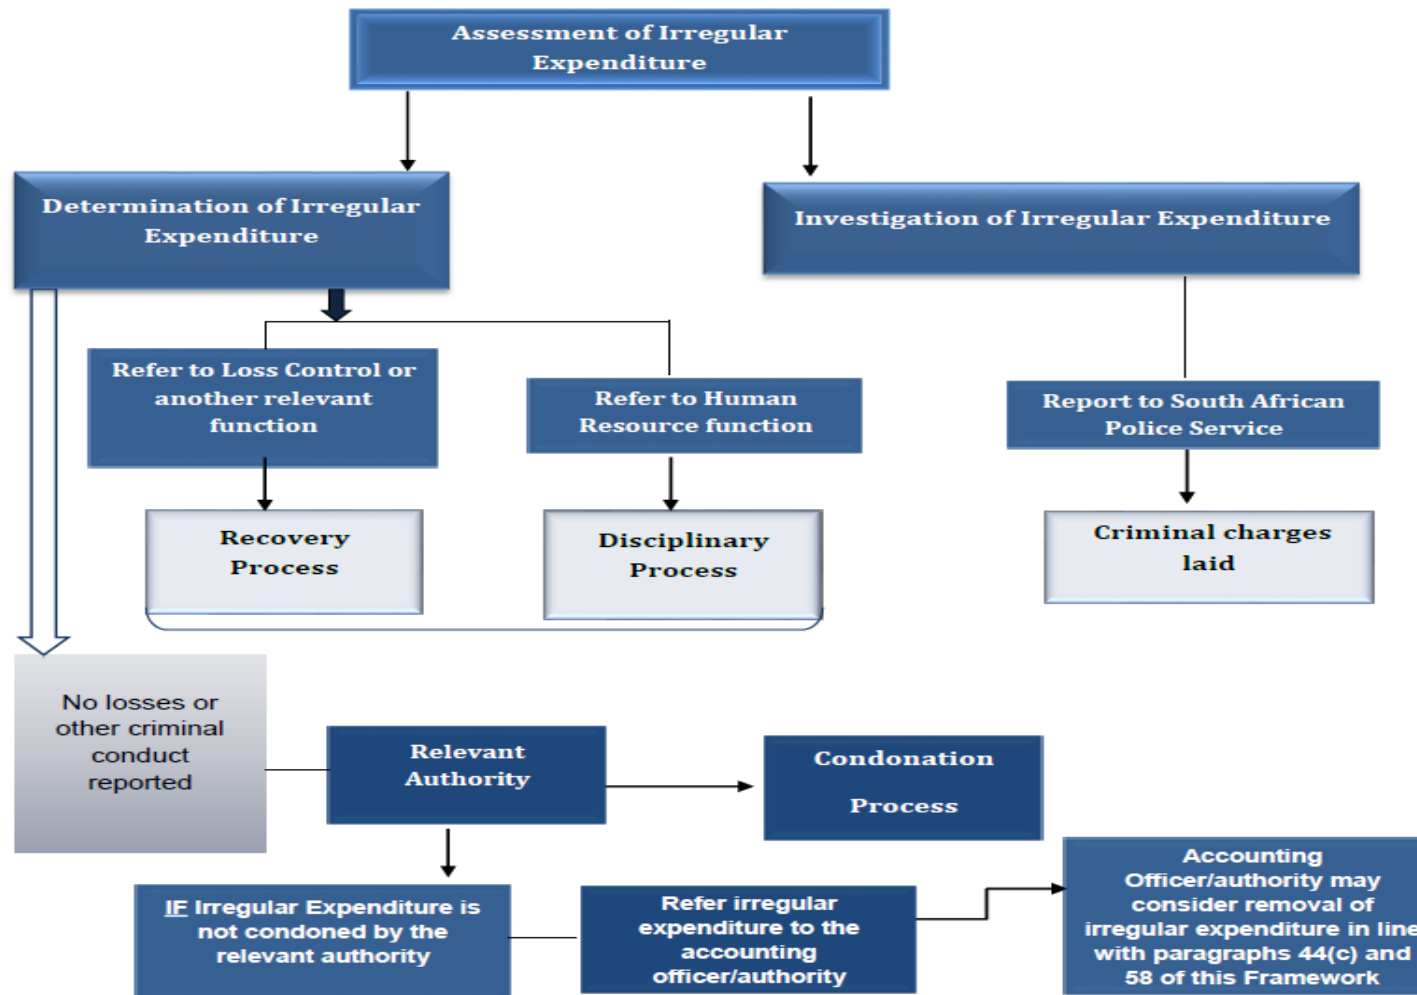 Assessment of Irregular
Expenditure
Determination of Irregular
Expenditure
Investigation of Irregular Expenditure
Refer to Loss Control or
another relevant
function
Refer to Human
Resource function
Report to South African
Police Service
Recovery
Process
Disciplinary
Process
Criminal charges
laid
No losses or
other criminal
conduct
reported
Relevant
Authority
Condonation
Process
IF Irregular Expenditure is
not condoned by the
relevant authority
Refer irregular
expenditure to the
accounting
officer/authority
Accounting
Officer/authority may
consider removal of
irregular expenditure in line
with paragraphs 44(c) and
58 of this Framework